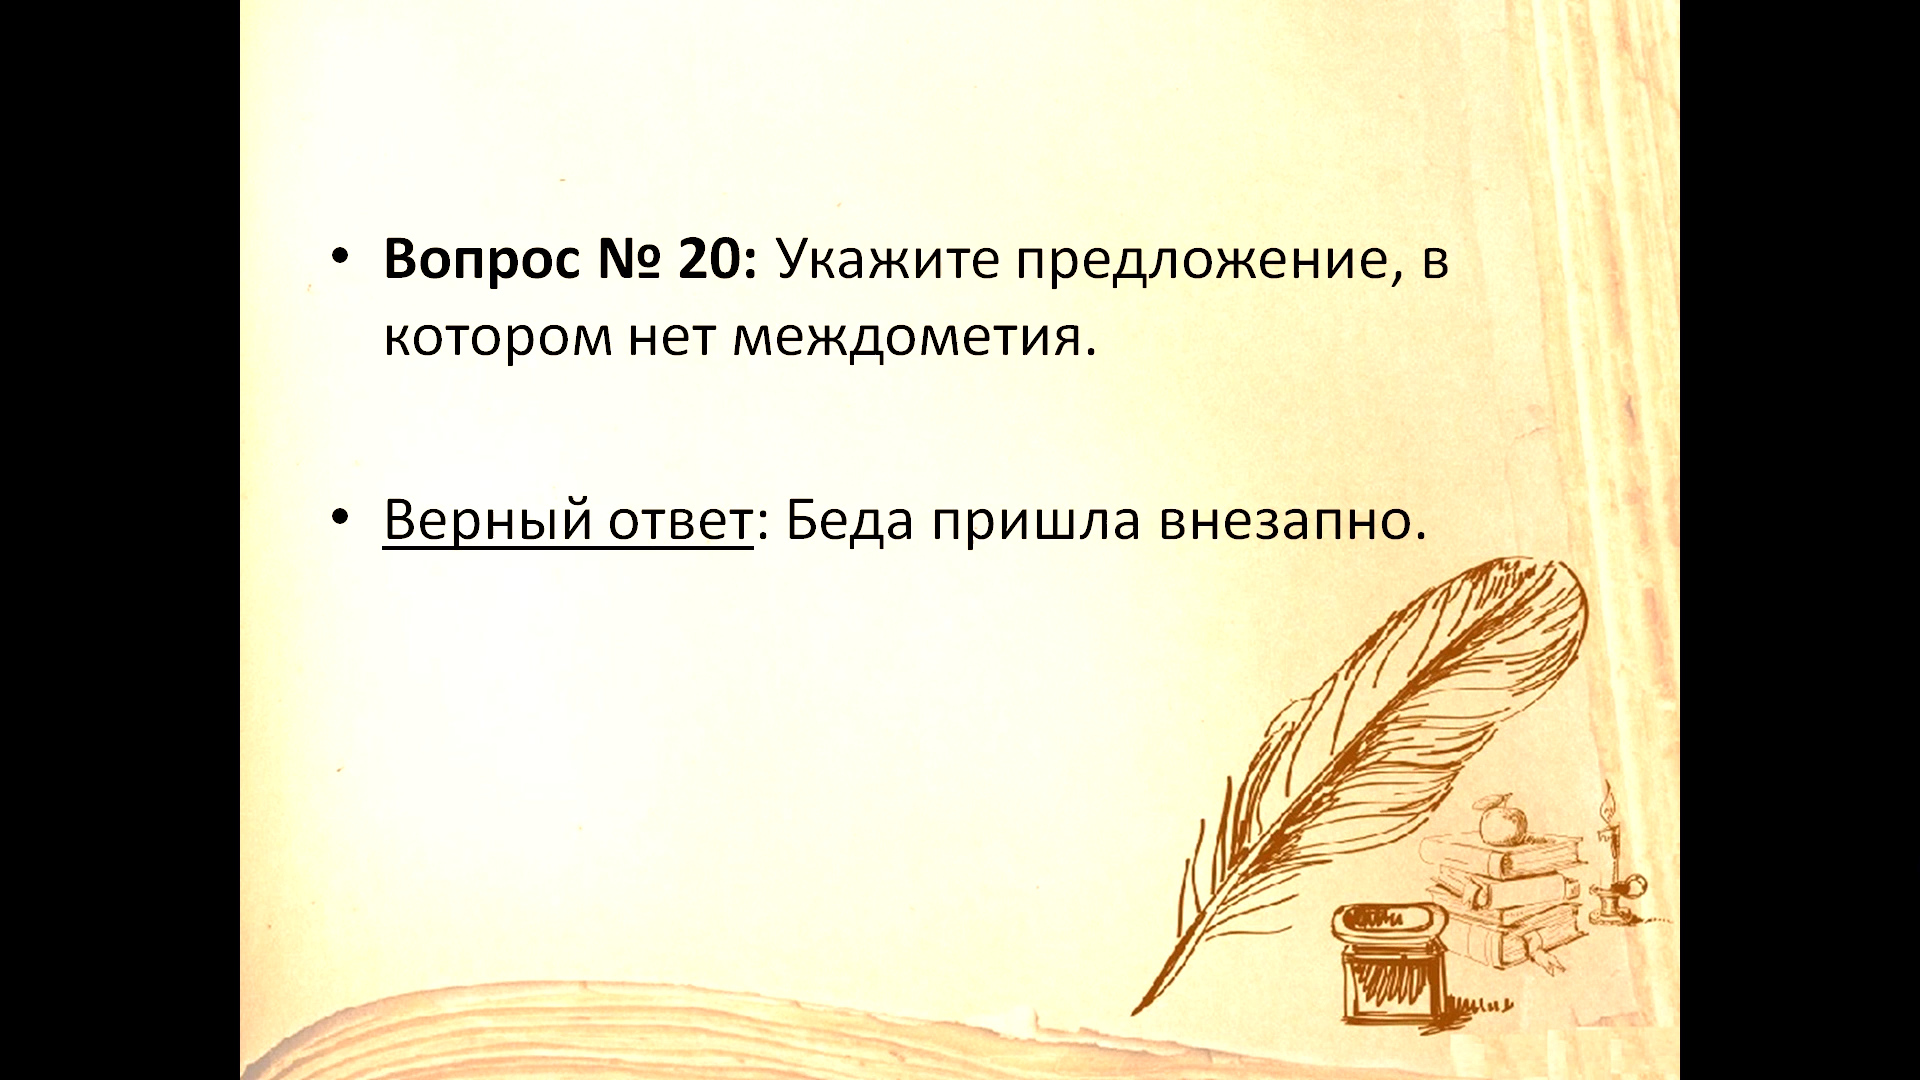 • Вопрос № 20: Укажите предложение, в
котором нет междометия.
• Верный ответ: Беда пришла внезапно.